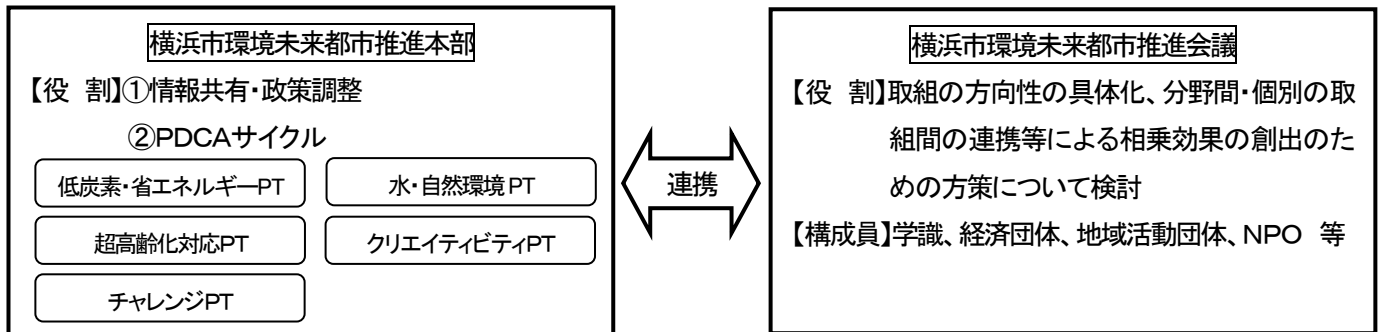 横浜市環境未来都市推進本部
【役 割】①情報共有・政策調整
②PDCAサイクル
低炭素・省エネルギーPT
水・自然環境 PT
超高齢化対応PT
クリエイティビティPT
チャレンジPT
連携
横浜市環境未来都市推進会議
【役 割】取組の方向性の具体化、分野間・個別の取
組間の連携等による相乗効果の創出のた
めの方策について検討
【構成員】学識、経済団体、地域活動団体、NPO 等